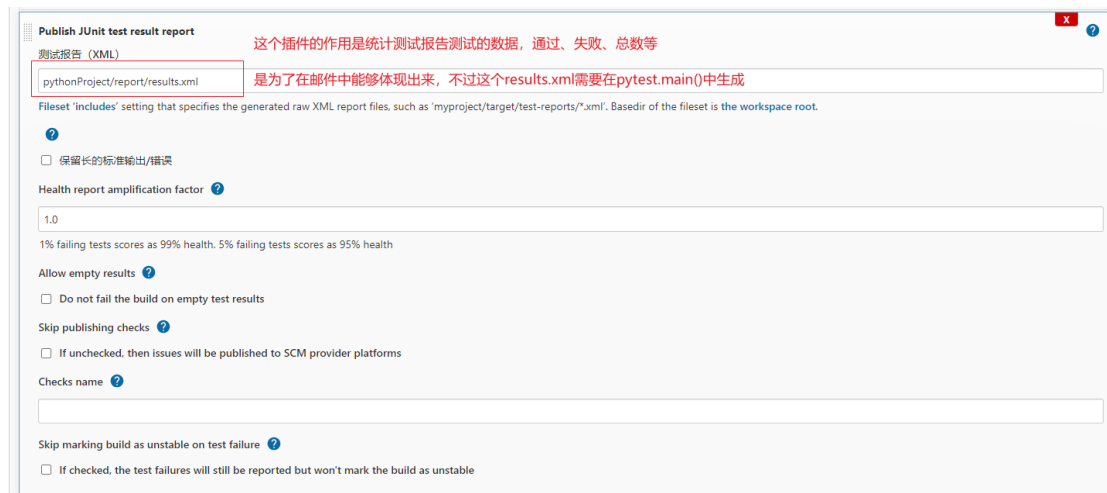 Publish JUnit test result report
X
?
测试报告（XML）
这个插件的作用是统计测试报告测试的数据，通过、失败、总数等
pythonProject/report/results.xml
是为了在邮件中能够体现出来，不过这个results.xml需要在pytest.main()中生成
Fileset 'includes' setting that specifies the generated raw XML report files, such as 'myproject/target/test-reports/*.xml'. Basedir of the fileset is the workspace root.
?
保留长的标准输出/错误
Health report amplification factor ?
1.0
1% failing tests scores as 99% health. 5% failing tests scores as 95% health
Allow empty results ?
Do not fail the build on empty test results
Skip publishing checks ?
If unchecked, then issues will be published to SCM provider platforms
Checks name ?
Skip marking build as unstable on test failure ?
If checked, the test failures will still be reported but won't mark the build as unstable